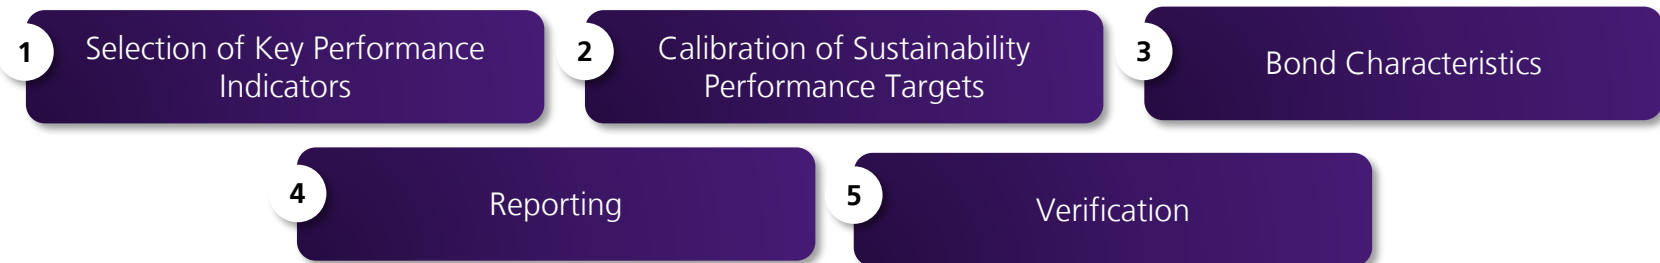 1
Selection of Key Performance
Indicators
2
Calibration of Sustainability
Performance Targets
3
Bond Characteristics
4
Reporting
5
Verification